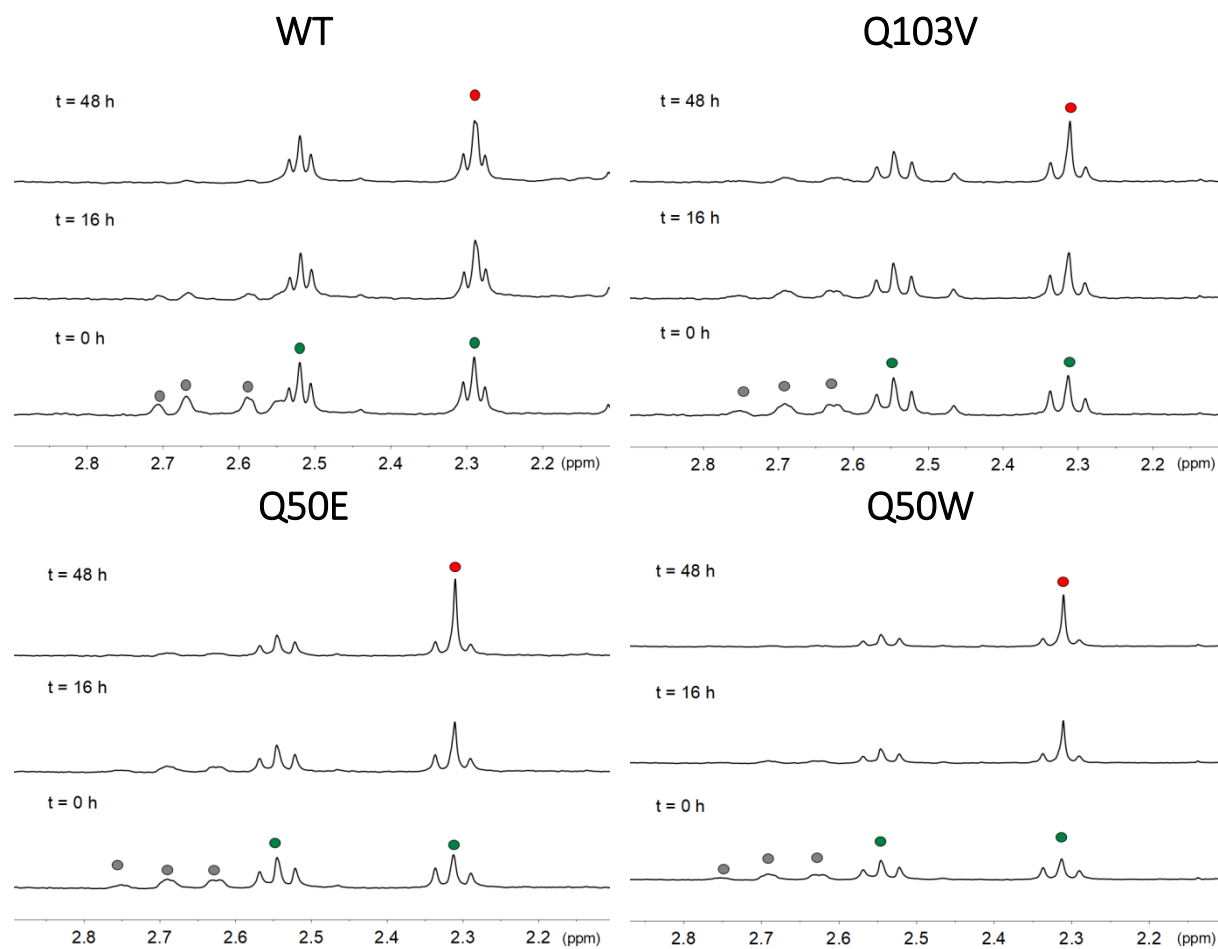 WT
t = 48 h
t = 16 h
t = 0 h
2.8 2.7 2.6 2.5 2.4 2.3 2.2 (ppm)
Q103V
t = 48 h
t = 16 h
t = 0 h
2.8 2.7 2.6 2.5 2.4 2.3 2.2 (ppm)
Q50E
t = 48 h
t = 16 h
t = 0 h
2.8 2.7 2.6 2.5 2.4 2.3 2.2 (ppm)
Q50W
t = 48 h
t = 16 h
t = 0 h
2.8 2.7 2.6 2.5 2.4 2.3 2.2 (ppm)